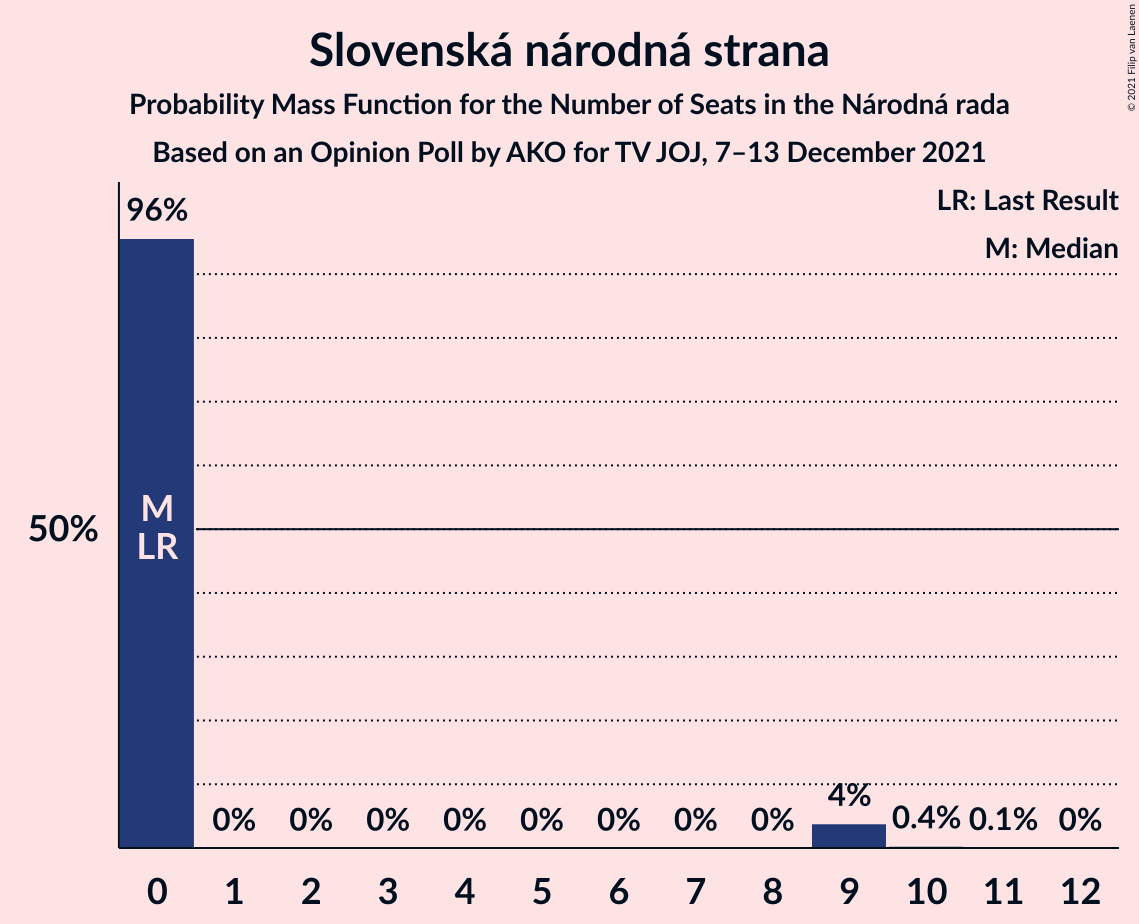 Slovenská národná strana
Probability Mass Function for the Number of Seats in the Národná rada
Based on an Opinion Poll by AKO for TV JOJ, 7–13 December 2021
© 2021 Filip van Laenen
LR: Last Result
M: Median
96%
50%
M
LR
0% 0% 0% 0% 0% 0% 0% 0% 4% 0.4% 0.1% 0%
0 1 2 3 4 5 6 7 8 9 10 11 12